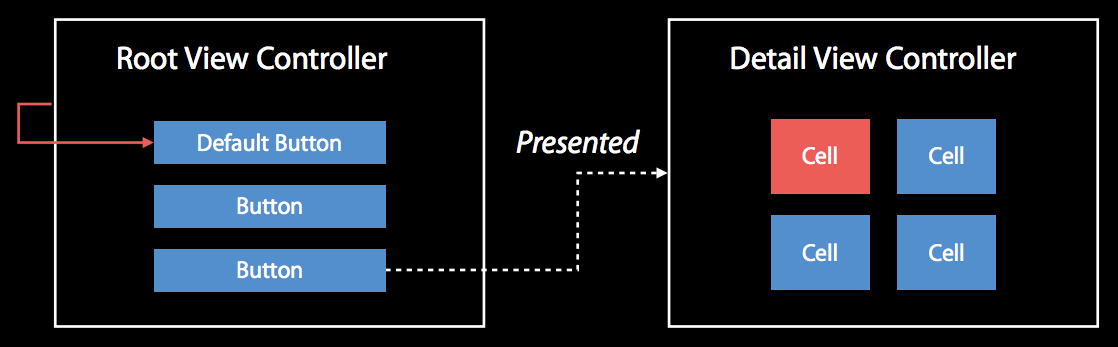 Root View Controller
Default Button
Button
Button
Presented
Detail View Controller
Cell
Cell
Cell
Cell